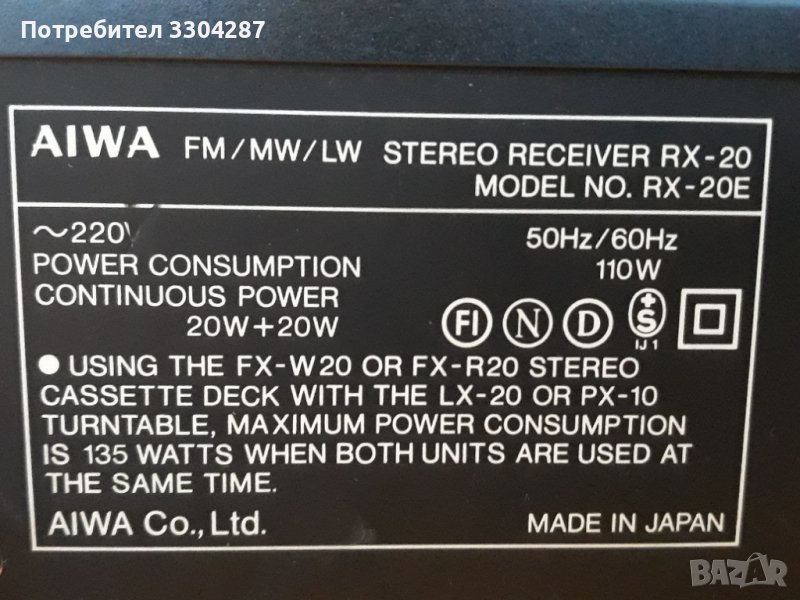 Потребител 3304287
AIWA FM/MW/LW STEREO RECEIVER RX-20
MODEL NO. RX-20E
~220V 50Hz/60Hz
POWER CONSUMPTION 110W
CONTINUOUS POWER
20W+20W FI N D +S IJ 1
● USING THE FX-W20 OR FX-R20 STEREO
CASSETTE DECK WITH THE LX-20 OR PX-10
TURNTABLE, MAXIMUM POWER CONSUMPTION
IS 135 WATTS WHEN BOTH UNITS ARE USED AT
THE SAME TIME.
AIWA Co., Ltd. MADE IN JAPAN
BAZAR